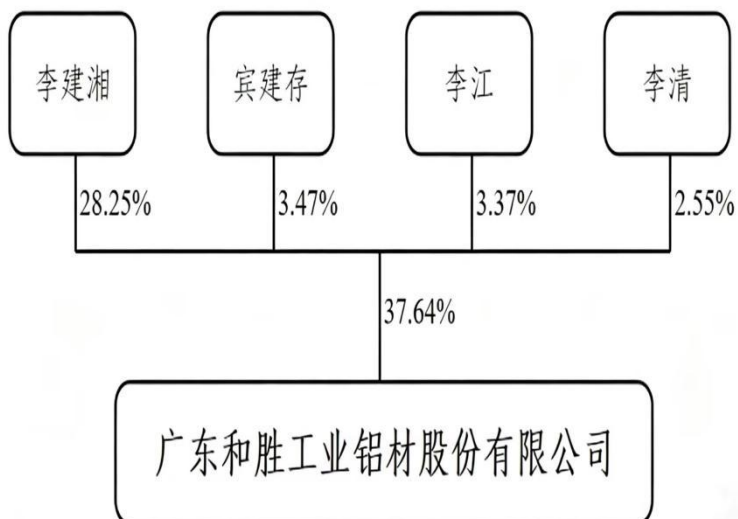 李建湘
宾建存
李江
李清
28.25%
3.47%
3.37%
2.55%
37.64%
广东和胜工业铝材股份有限公司